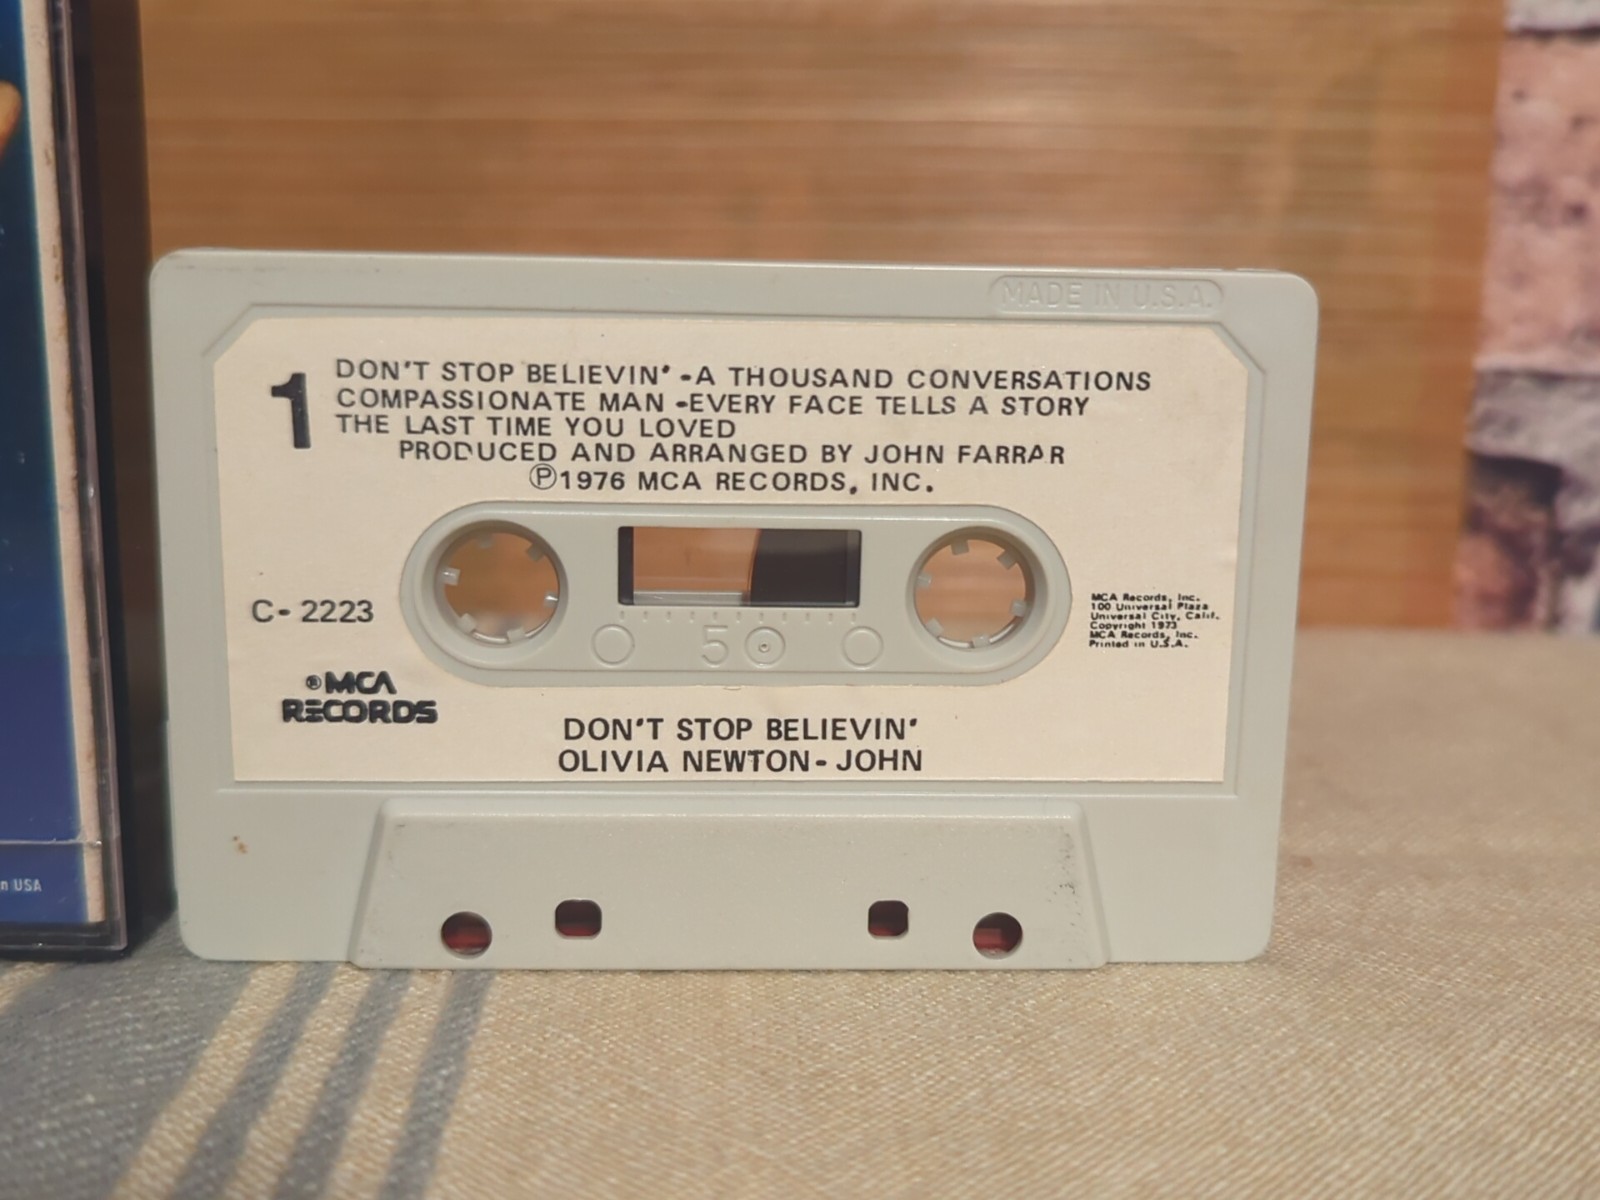 MADE IN U.S.A.
1
DON'T STOP BELIEVIN' - A THOUSAND CONVERSATIONS
COMPASSIONATE MAN - EVERY FACE TELLS A STORY
THE LAST TIME YOU LOVED
PRODUCED AND ARRANGED BY JOHN FARRAR
Ⓟ1976 MCA RECORDS, INC.
C- 2223
5
MCA Records, Inc.
100 Universal Plaza
Universal City, Calif.
Copyright 1973
MCA Records, Inc.
Printed in U.S.A.
®MCA
RECORDS
DON'T STOP BELIEVIN'
OLIVIA NEWTON-JOHN
n USA